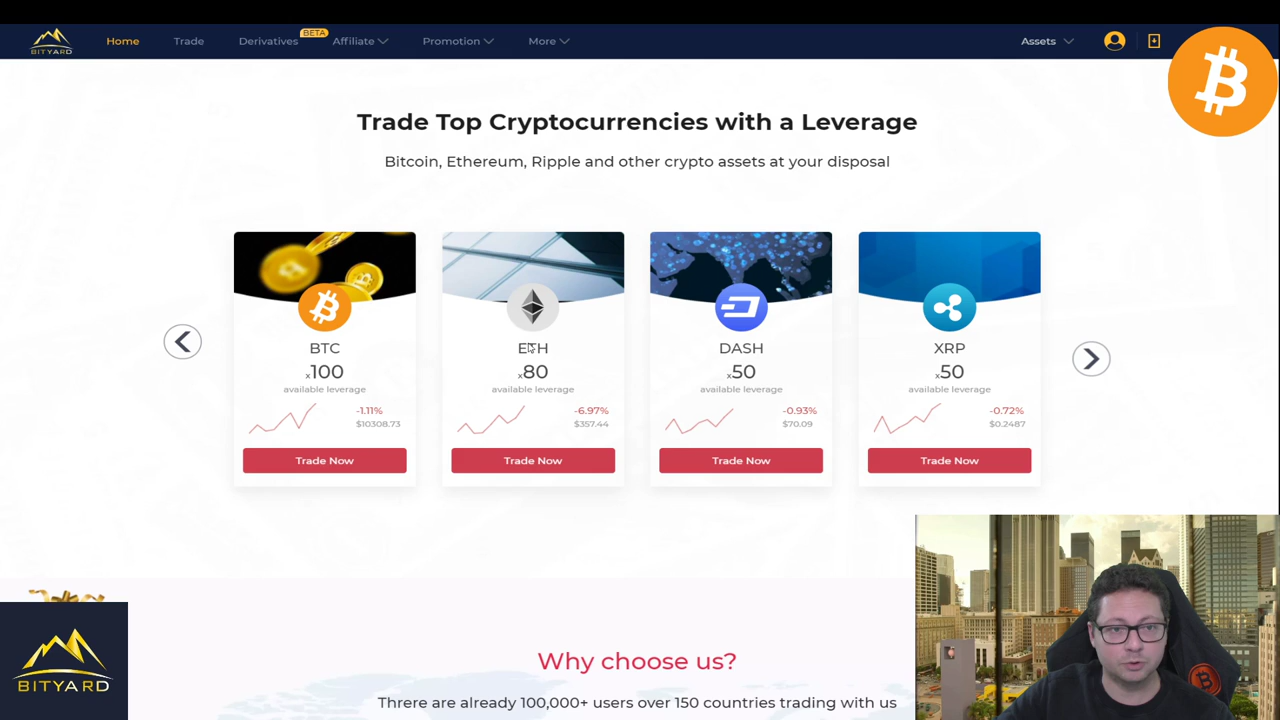 BITYARD
Home
Trade
Derivatives
BETA
Affiliate
Promotion
More
Assets
Trade Top Cryptocurrencies with a Leverage
Bitcoin, Ethereum, Ripple and other crypto assets at your disposal
BTC
x100
available leverage
-1.11%
$10308.73
Trade Now
ETH
x80
available leverage
-6.97%
$357.44
Trade Now
DASH
x50
available leverage
-0.93%
$70.09
Trade Now
XRP
x50
available leverage
-0.72%
$0.2487
Trade Now
Why choose us?
Threre are already 100,000+ users over 150 countries trading with us
BITYARD